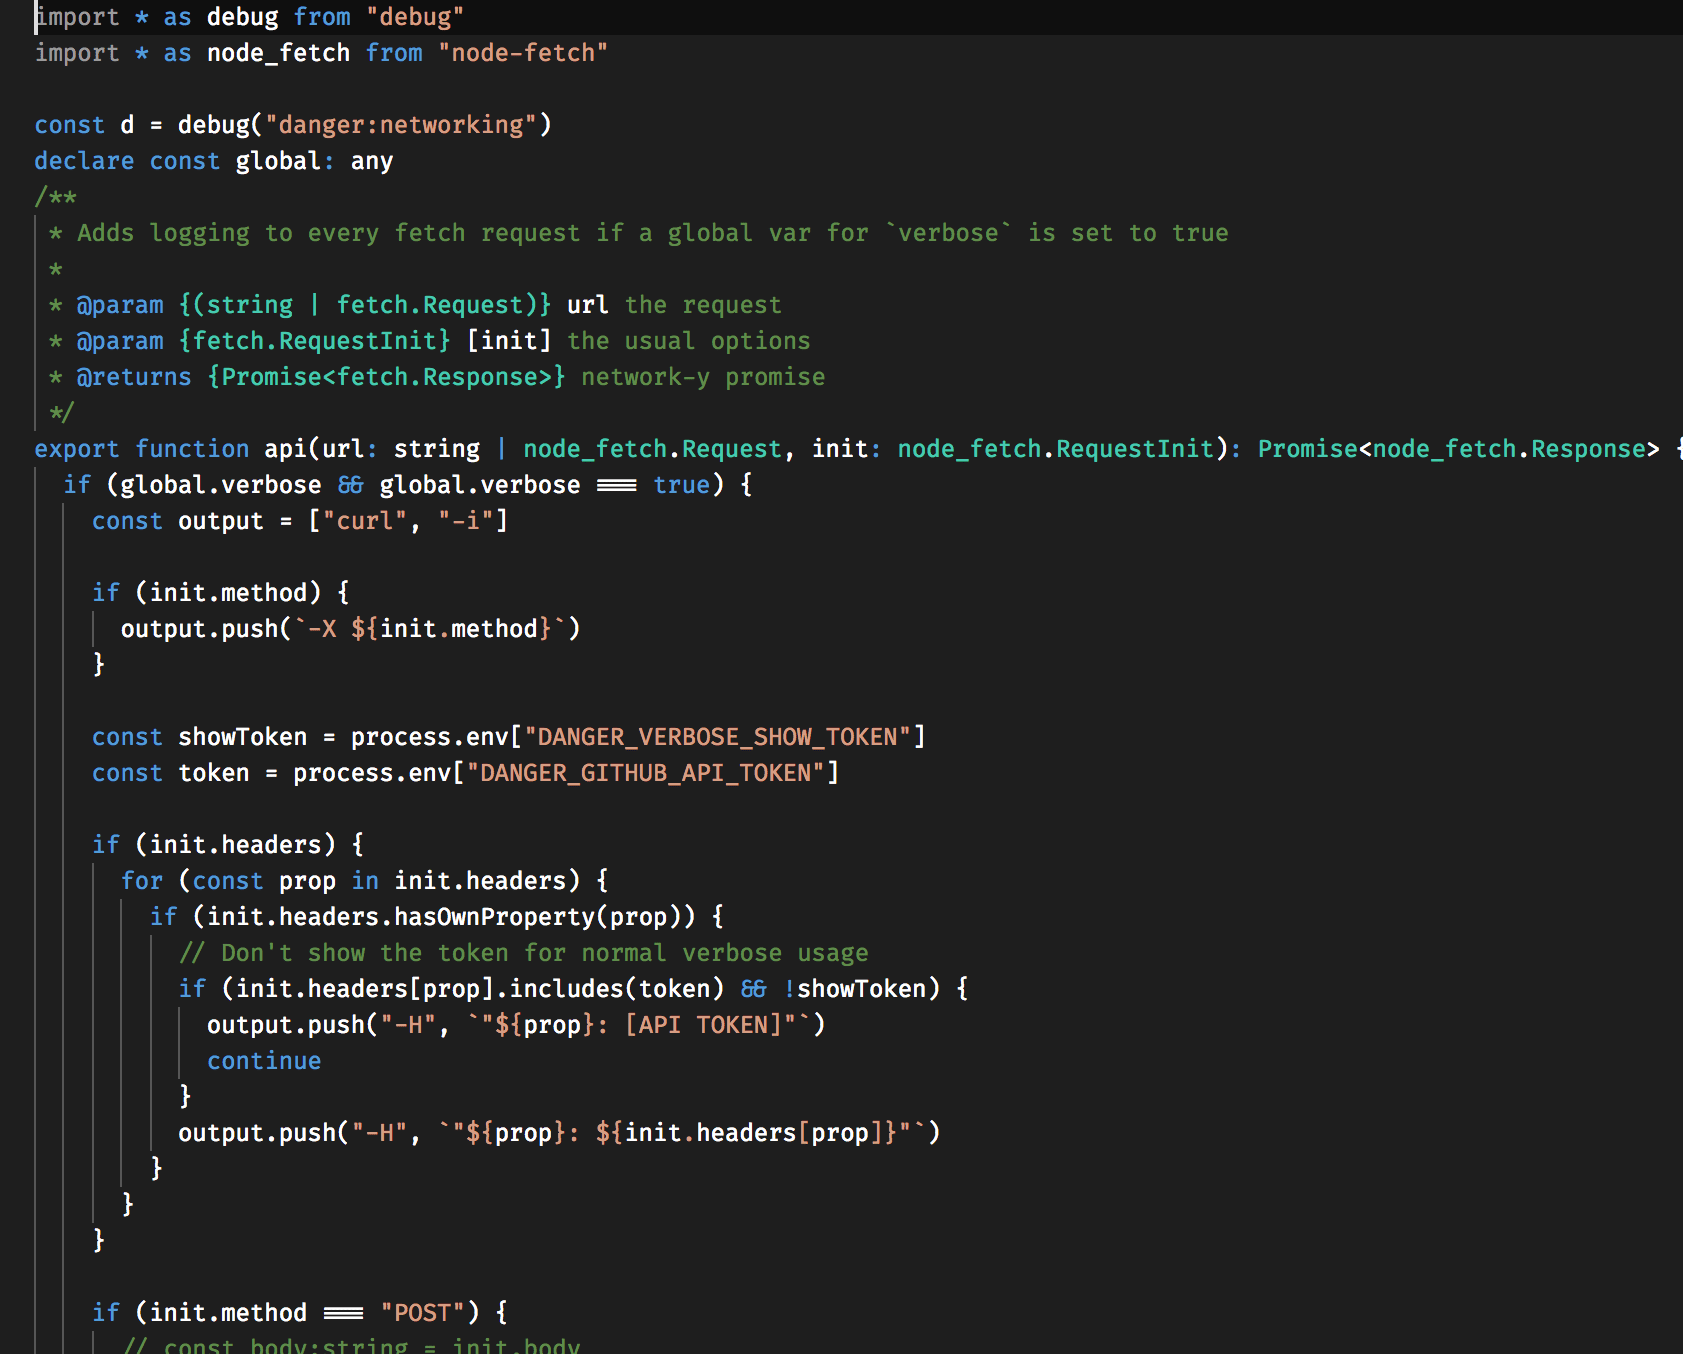 import * as debug from "debug"
import * as node_fetch from "node-fetch"

const d = debug("danger:networking")
declare const global: any
/**
 * Adds logging to every fetch request if a global var for `verbose` is set to true
 *
 * @param {(string | fetch.Request)} url the request
 * @param {fetch.RequestInit} [init] the usual options
 * @returns {Promise<fetch.Response>} network-y promise
 */
export function api(url: string | node_fetch.Request, init: node_fetch.RequestInit): Promise<node_fetch.Response> {
  if (global.verbose && global.verbose === true) {
    const output = ["curl", "-i"]

    if (init.method) {
      output.push(`-X ${init.method}`)
    }

    const showToken = process.env["DANGER_VERBOSE_SHOW_TOKEN"]
    const token = process.env["DANGER_GITHUB_API_TOKEN"]

    if (init.headers) {
      for (const prop in init.headers) {
        if (init.headers.hasOwnProperty(prop)) {
          // Don't show the token for normal verbose usage
          if (init.headers[prop].includes(token) && !showToken) {
            output.push("-H", `"${prop}: [API TOKEN]"`)
            continue
          }
          output.push("-H", `"${prop}: ${init.headers[prop]}"`)
        }
      }
    }

    if (init.method === "POST") {
      // const body:string = init.body